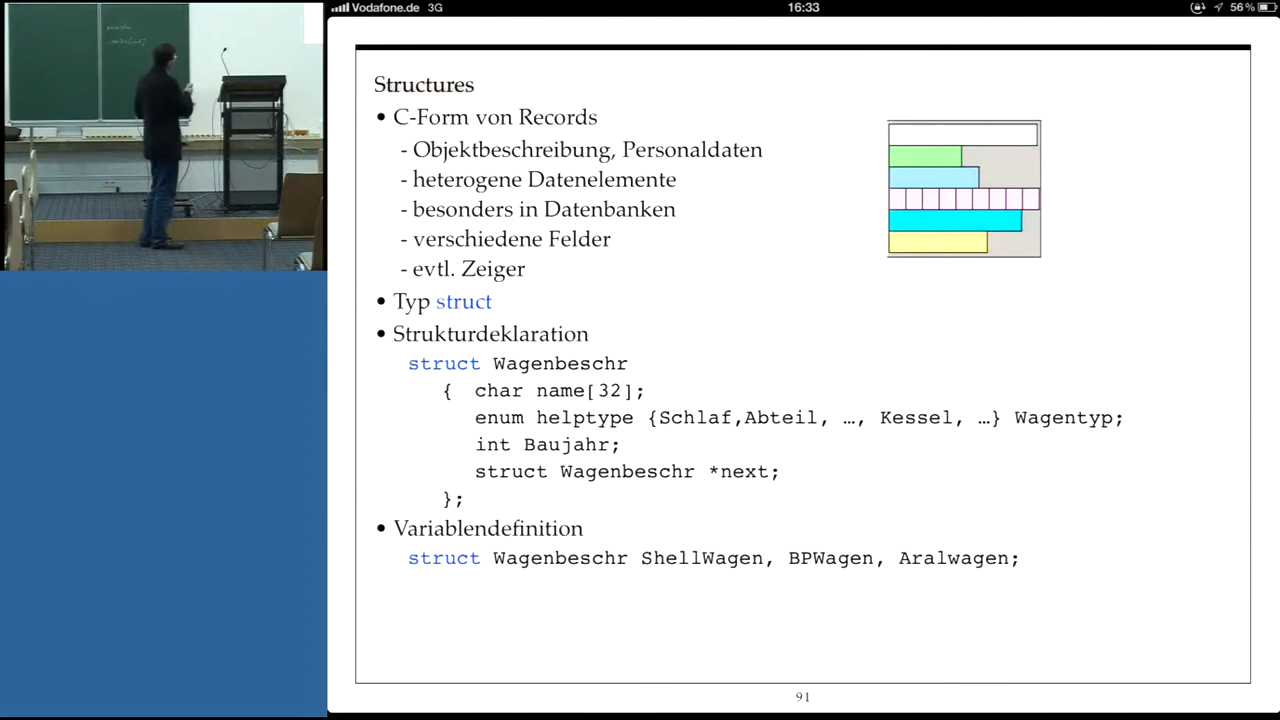 Vodafone.de 3G 16:33 56%
Structures
• C-Form von Records
- Objektbeschreibung, Personaldaten
- heterogene Datenelemente
- besonders in Datenbanken
- verschiedene Felder
- evtl. Zeiger
• Typ struct
• Strukturdeklaration
struct Wagenbeschr
{ char name[32];
enum helptype {Schlaf,Abteil, …, Kessel, …} Wagentyp;
int Baujahr;
struct Wagenbeschr *next;
};
• Variablendefinition
struct Wagenbeschr ShellWagen, BPWagen, Aralwagen;
91